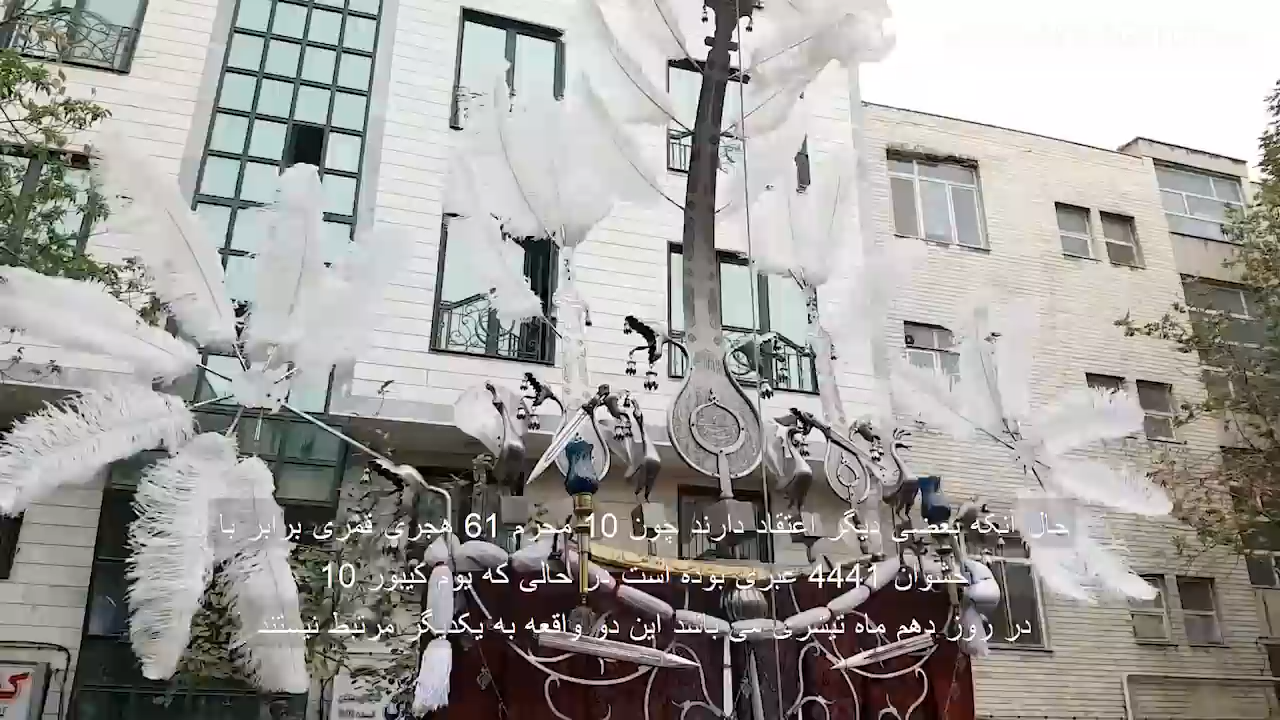 حال انکه بعضی دیگر اعتقاد دارند چون 10 محرم 61 هجری قمری برابر با
10 حشوان 4441 عبری بوده است در حالی که یوم کیپور
در روز دهم ماه تیشری می باشد این دو واقعه به یکدیگر مرتبط نیستند